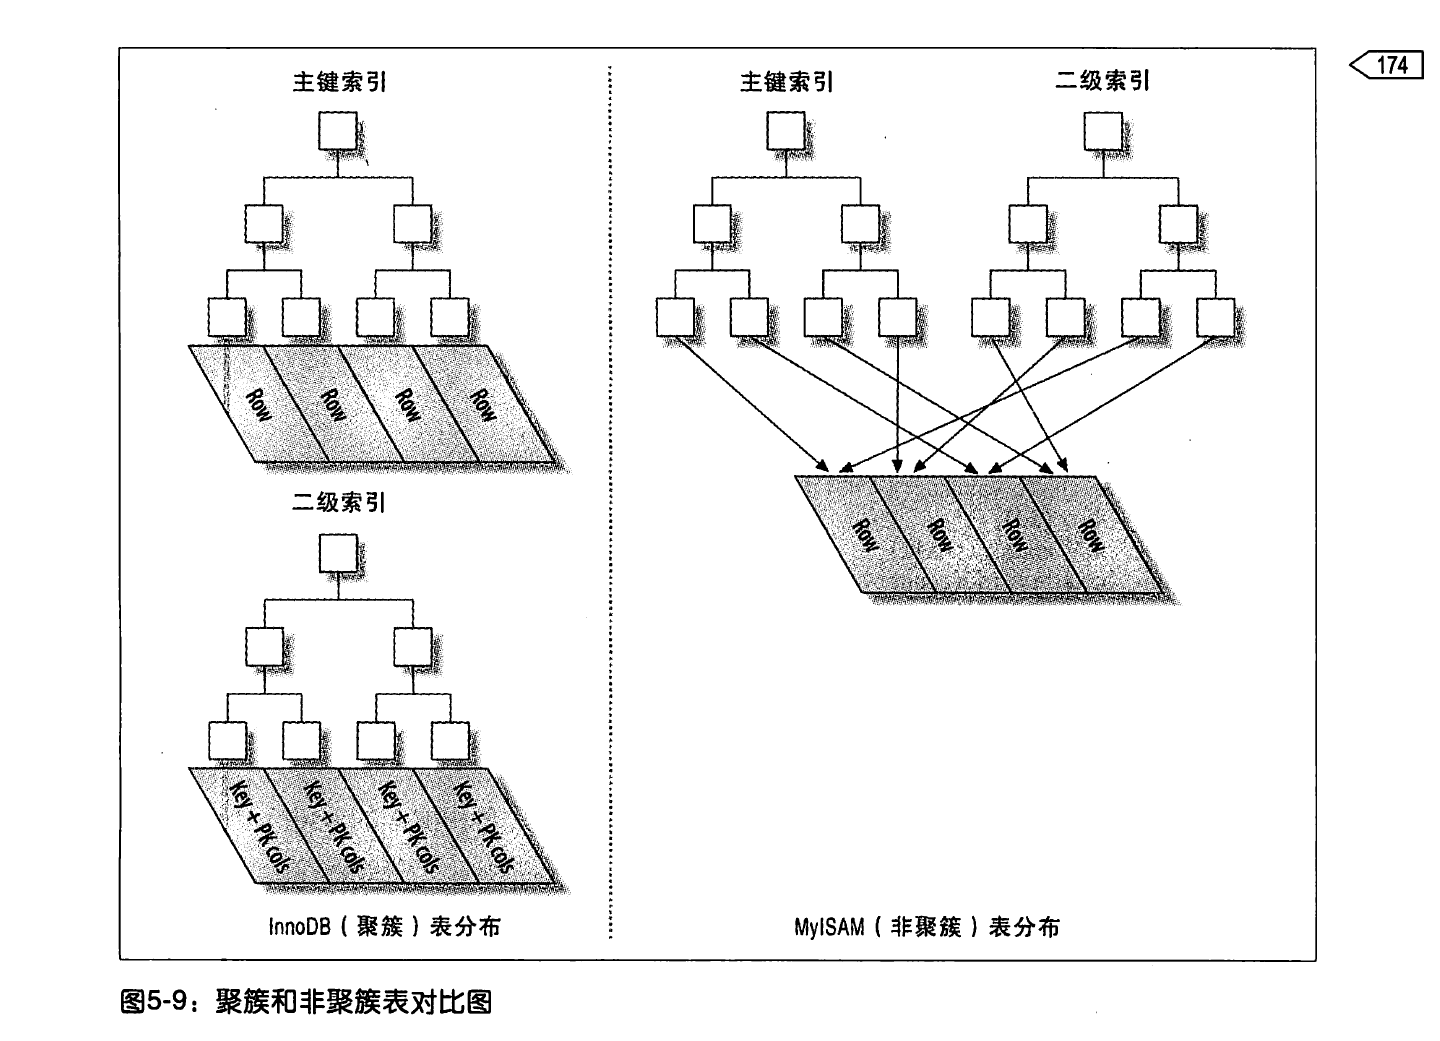 174
主键索引
Row Row Row Row
二级索引
Key + PK cols Key + PK cols Key + PK cols Key + PK cols
InnoDB（聚簇）表分布
主键索引 二级索引
Row Row Row Row
MyISAM（非聚簇）表分布
图5-9：聚簇和非聚簇表对比图